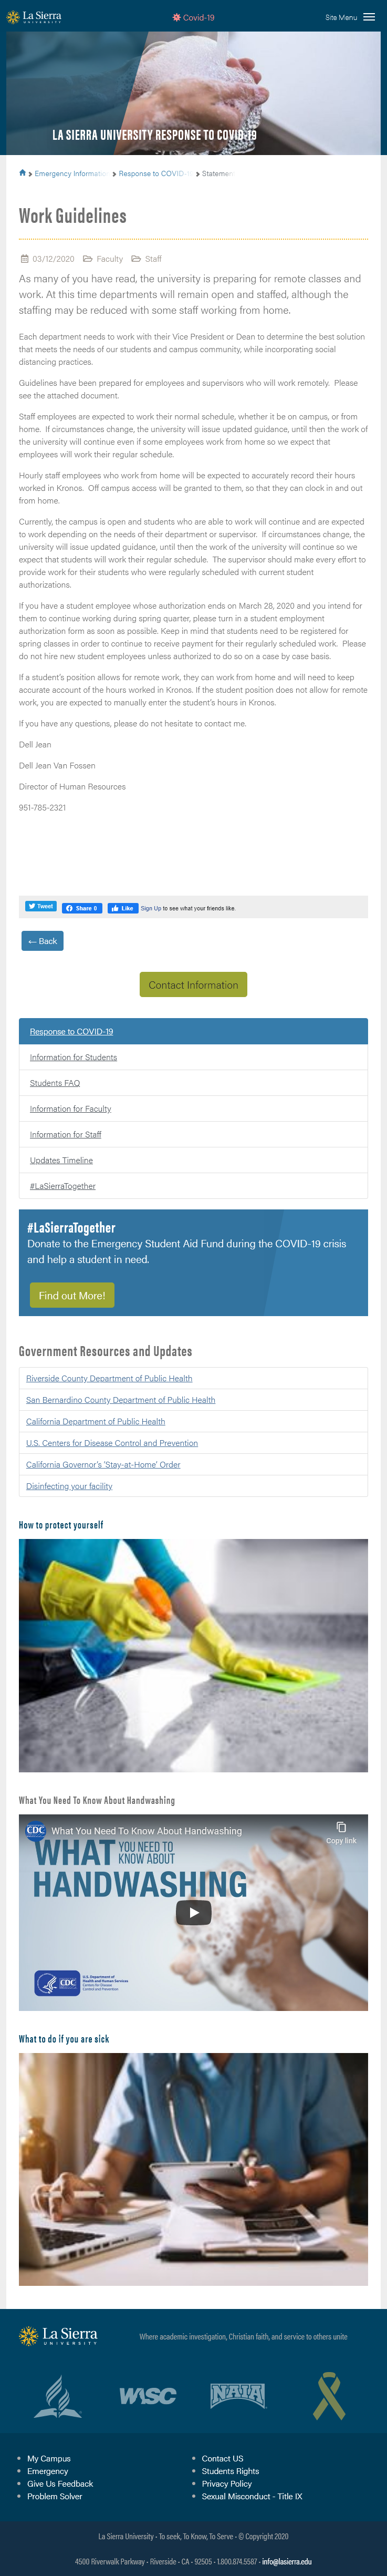 La Sierra
UNIVERSITY
Covid-19
Site Menu
LA SIERRA UNIVERSITY RESPONSE TO COVID-19
Emergency Information
Response to COVID-19
Statement
Work Guidelines
03/12/2020 Faculty Staff
As many of you have read, the university is preparing for remote classes and
work. At this time departments will remain open and staffed, although the
staffing may be reduced with some staff working from home.
Each department needs to work with their Vice President or Dean to determine the best solution
that meets the needs of our students and campus community, while incorporating social
distancing practices.
Guidelines have been prepared for employees and supervisors who will work remotely. Please
see the attached document.
Staff employees are expected to work their normal schedule, whether it be on campus, or from
home. If circumstances change, the university will issue updated guidance, until then the work of
the university will continue even if some employees work from home so we expect that
employees will work their regular schedule.
Hourly staff employees who work from home will be expected to accurately record their hours
worked in Kronos. Off campus access will be granted to them, so that they can clock in and out
from home.
Currently, the campus is open and students who are able to work will continue and are expected
to work depending on the needs of their department or supervisor. If circumstances change, the
university will issue updated guidance, until then the work of the university will continue so we
expect that students will work their regular schedule. The supervisor should make every effort to
provide work for their students who were regularly scheduled with current student
authorizations.
If you have a student employee whose authorization ends on March 28, 2020 and you intend for
them to continue working during spring quarter, please turn in a student employment
authorization form as soon as possible. Keep in mind that students need to be registered for
spring classes in order to continue to receive payment for their regularly scheduled work. Please
do not hire new student employees unless authorized to do so on a case by case basis.
If a student's position allows for remote work, they can work from home and will need to keep
accurate account of the hours worked in Kronos. If the student position does not allow for remote
work, you are expected to manually enter the student's hours in Kronos.
If you have any questions, please do not hesitate to contact me.
Dell Jean
Dell Jean Van Fossen
Director of Human Resources
951-785-2321
Tweet
Share 0
Like
Sign Up to see what your friends like.
← Back
Contact Information
Response to COVID-19
Information for Students
Students FAQ
Information for Faculty
Information for Staff
Updates Timeline
#LaSierraTogether
#LaSierraTogether
Donate to the Emergency Student Aid Fund during the COVID-19 crisis
and help a student in need.
Find out More!
Government Resources and Updates
Riverside County Department of Public Health
San Bernardino County Department of Public Health
California Department of Public Health
U.S. Centers for Disease Control and Prevention
California Governor's 'Stay-at-Home' Order
Disinfecting your facility
How to protect yourself
What You Need To Know About Handwashing
CDC
What You Need To Know About Handwashing
Copy link
WHAT YOU NEED TO KNOW ABOUT
HANDWASHING
CDC
U.S. Department of
Health and Human Services
Centers for Disease
Control and Prevention
What to do if you are sick
La Sierra
UNIVERSITY
Where academic investigation, Christian faith, and service to others unite
WASC
NAIA
My Campus
Emergency
Give Us Feedback
Problem Solver
Contact US
Students Rights
Privacy Policy
Sexual Misconduct - Title IX
La Sierra University • To seek, To Know, To Serve • © Copyright 2020
4500 Riverwalk Parkway • Riverside • CA • 92505 • 1.800.874.5587 • info@lasierra.edu